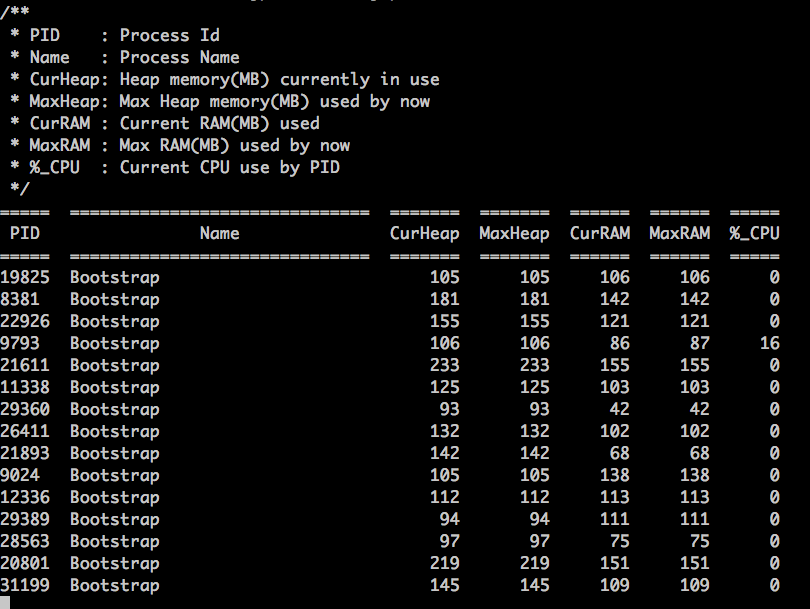 /**
 * PID    : Process Id
 * Name   : Process Name
 * CurHeap: Heap memory(MB) currently in use
 * MaxHeap: Max Heap memory(MB) used by now
 * CurRAM : Current RAM(MB) used
 * MaxRAM : Max RAM(MB) used by now
 * %_CPU  : Current CPU use by PID
 */
=====  ==============================  =======  =======  ======  ======  =====
 PID                Name               CurHeap  MaxHeap  CurRAM  MaxRAM  %_CPU
=====  ==============================  =======  =======  ======  ======  =====
19825  Bootstrap                           105      105     106     106      0
8381   Bootstrap                           181      181     142     142      0
22926  Bootstrap                           155      155     121     121      0
9793   Bootstrap                           106      106      86      87     16
21611  Bootstrap                           233      233     155     155      0
11338  Bootstrap                           125      125     103     103      0
29360  Bootstrap                            93       93      42      42      0
26411  Bootstrap                           132      132     102     102      0
21893  Bootstrap                           142      142      68      68      0
9024   Bootstrap                           105      105     138     138      0
12336  Bootstrap                           112      112     113     113      0
29389  Bootstrap                            94       94     111     111      0
28563  Bootstrap                            97       97      75      75      0
20801  Bootstrap                           219      219     151     151      0
31199  Bootstrap                           145      145     109     109      0